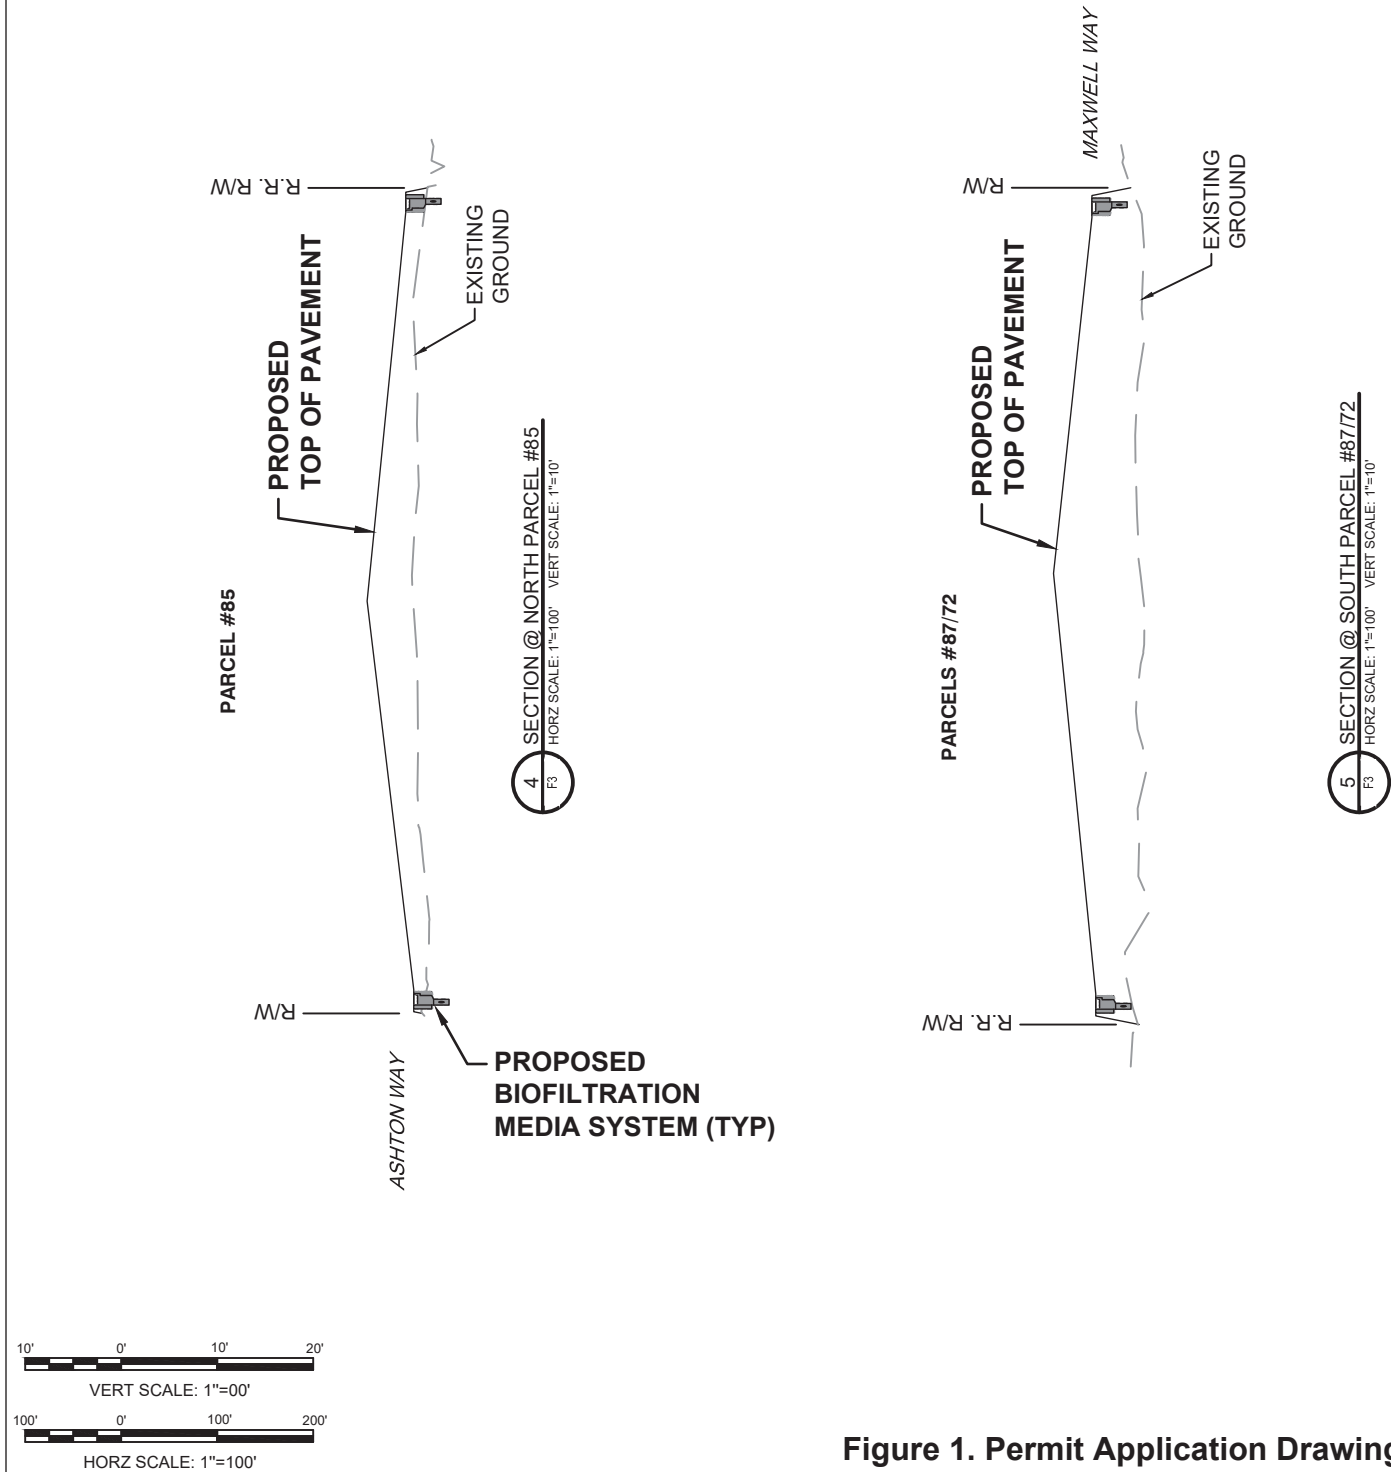 MAXWELL WAY
R.R. R/W
R/W
EXISTING
GROUND
EXISTING
GROUND
PROPOSED
TOP OF PAVEMENT
PROPOSED
TOP OF PAVEMENT
PARCEL #85
PARCELS #87/72
4
F3
SECTION @ NORTH PARCEL #85
HORZ SCALE: 1"=100' VERT SCALE: 1"=10'
5
F3
SECTION @ SOUTH PARCEL #87/72
HORZ SCALE: 1"=100' VERT SCALE: 1"=10'
R/W
R.R. R/W
ASHTON WAY
PROPOSED
BIOFILTRATION
MEDIA SYSTEM (TYP)
10' 0' 10' 20'
VERT SCALE: 1"=00'
100' 0' 100' 200'
HORZ SCALE: 1"=100'
Figure 1. Permit Application Drawing